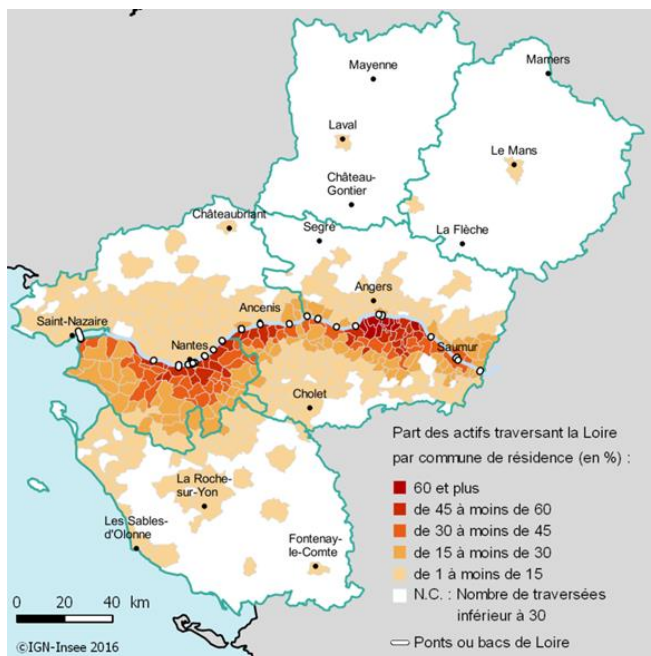 Mayenne
Mamers
Laval
Le Mans
Château-
Gontier
Châteaubriant
Segré
La Flèche
Angers
Ancenis
Saint-Nazaire
Nantes
Saumur
Cholet
Part des actifs traversant la Loire
par commune de résidence (en %) :
60 et plus
de 45 à moins de 60
de 30 à moins de 45
de 15 à moins de 30
de 1 à moins de 15
N.C. : Nombre de traversées
inférieur à 30
Ponts ou bacs de Loire
La Roche-
sur-Yon
Les Sables-
d'Olonne
Fontenay-
le-Comte
0 20 40 km
©IGN-Insee 2016